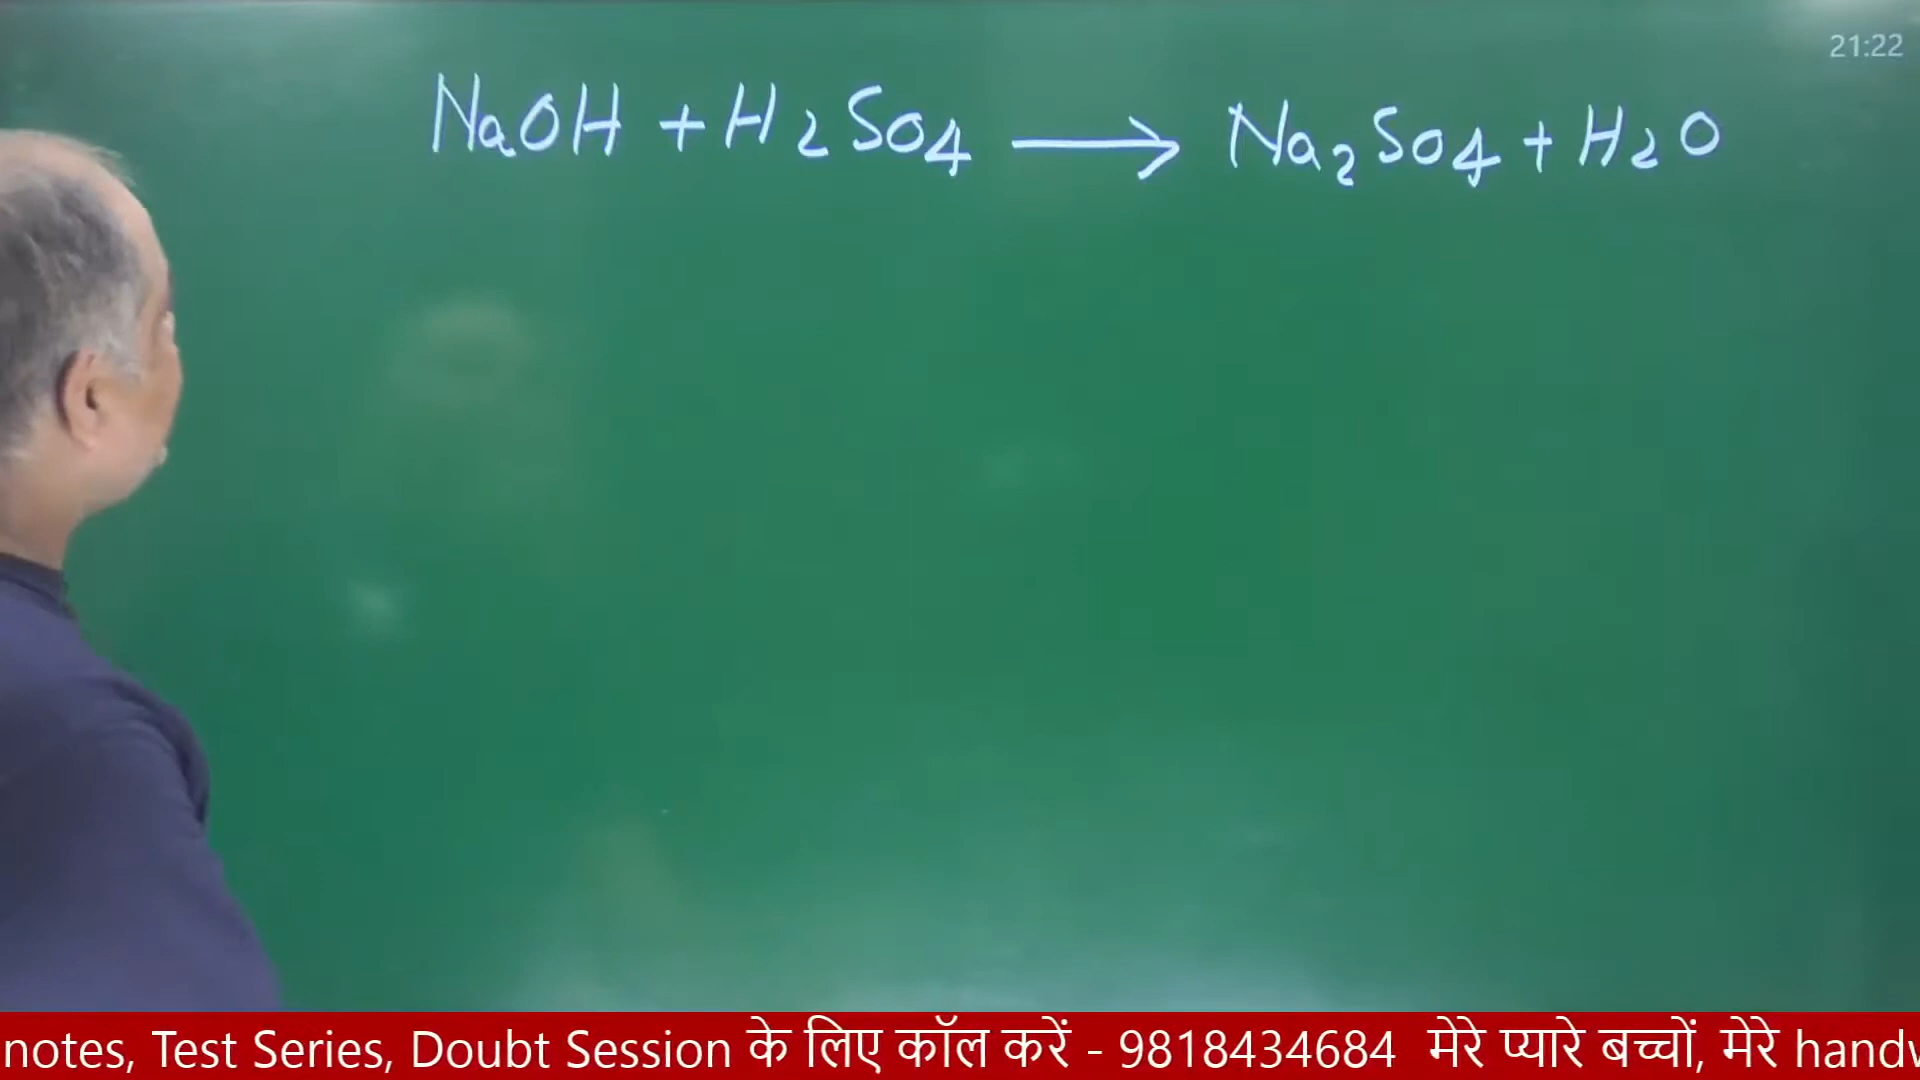 21:22
NaOH + H2SO4 ⟶ Na2SO4 + H2O
notes, Test Series, Doubt Session के लिए कॉल करें - 9818434684 मेरे प्यारे बच्चों, मेरे handw